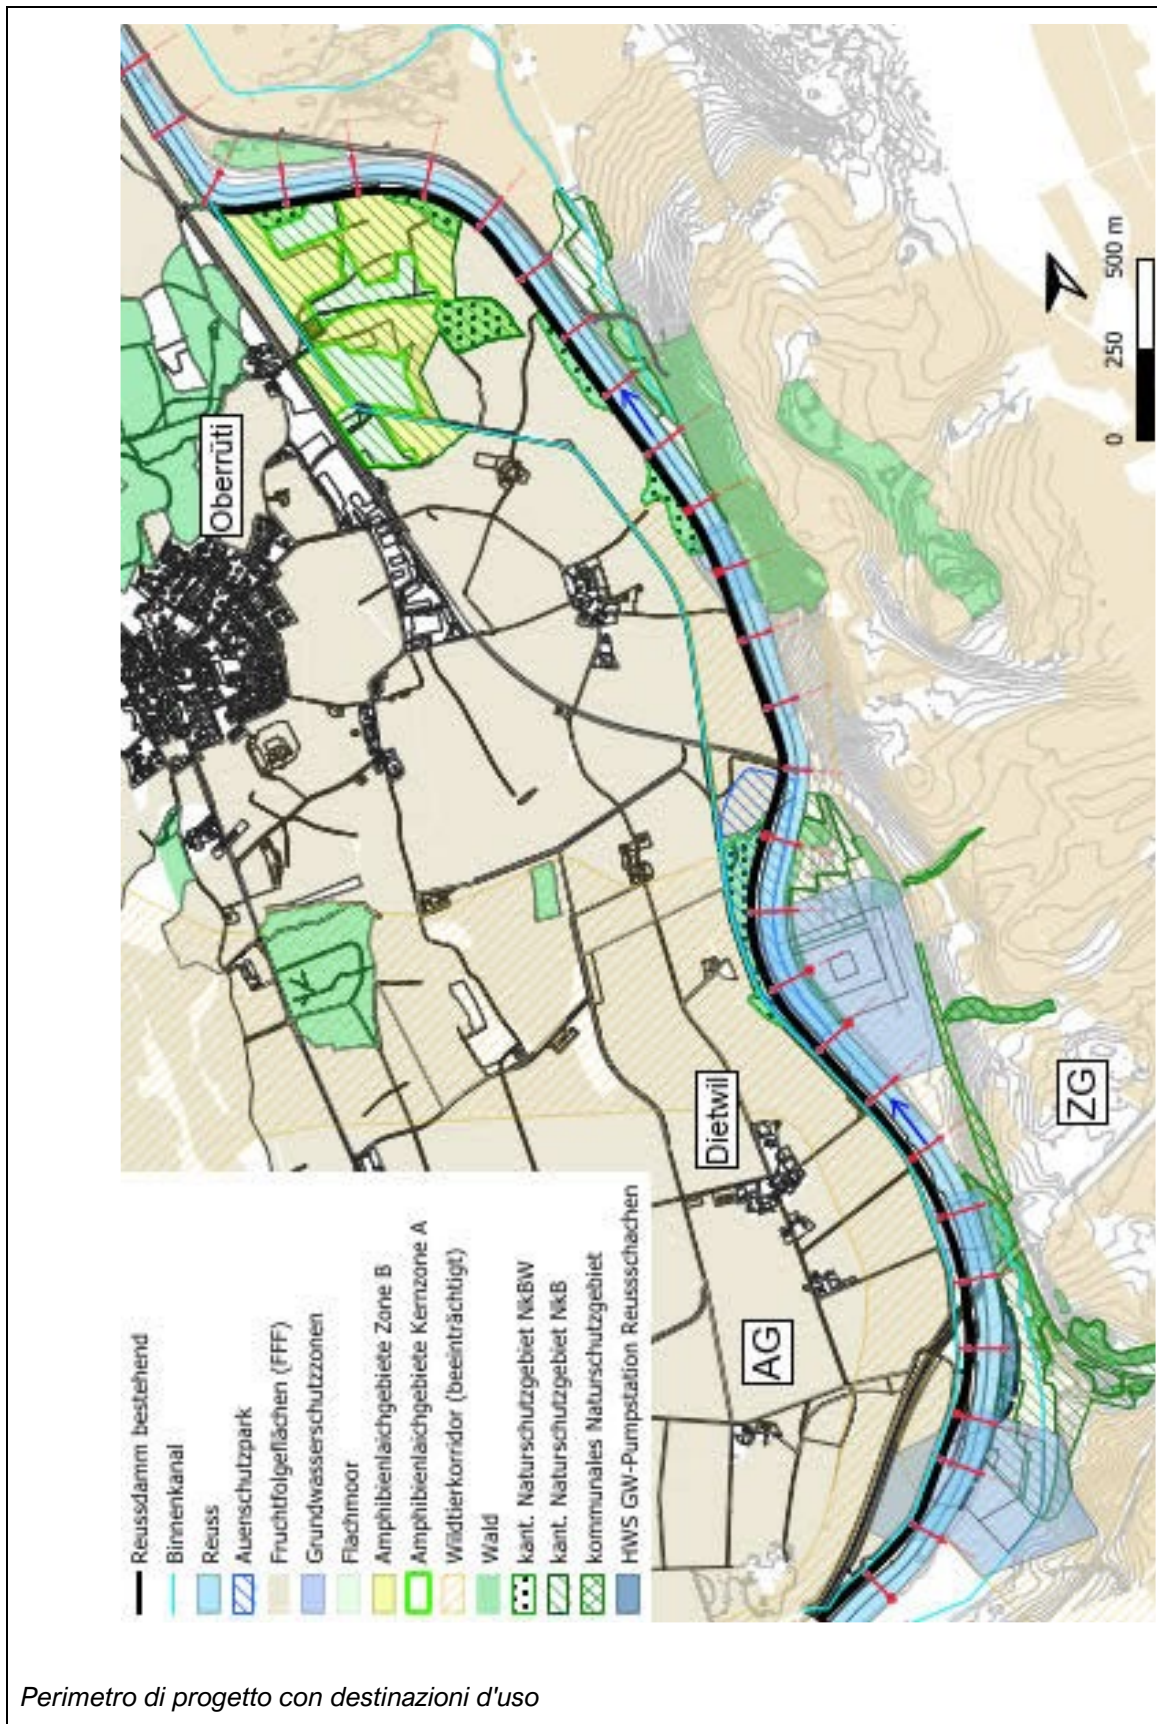 Reussdamm bestehend
Binnenkanal
Reuss
Auenschutzpark
Fruchtfolgeflächen (FFF)
Grundwasserschutzzonen
Flachmoor
Amphibienlaichgebiete Zone B
Amphibienlaichgebiete Kernzone A
Wildtierkorridor (beeinträchtigt)
Wald
kant. Naturschutzgebiet NkBW
kant. Naturschutzgebiet NkB
kommunales Naturschutzgebiet
HWS GW-Pumpstation Reussschachen
AG
Dietwil
ZG
Oberrüti
0 250 500 m
Perimetro di progetto con destinazioni d'uso